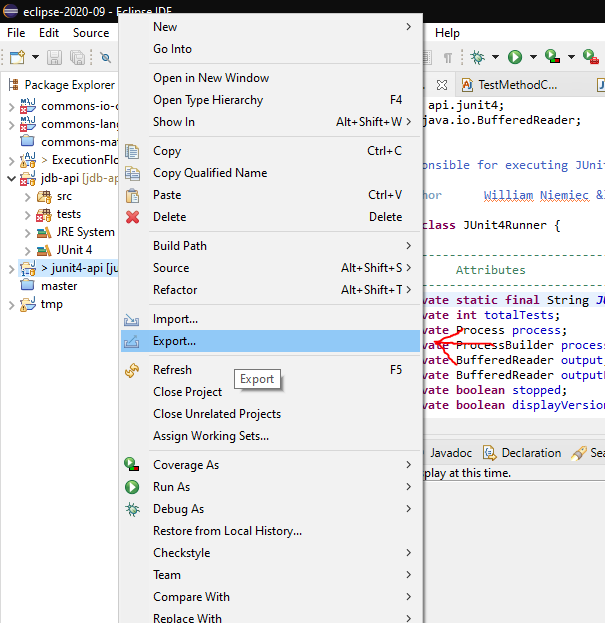 eclipse-2020-09 - Eclipse IDE
File Edit Source Help
Package Explorer
TestMethodC...
commons-io-c
commons-lang
commons-ma
> ExecutionFlo
jdb-api [jdb-ap
src
tests
JRE System
JUnit 4
> junit4-api [ju
master
tmp
New
Go Into
Open in New Window
Open Type Hierarchy F4
Show In Alt+Shift+W
Copy Ctrl+C
Copy Qualified Name
Paste Ctrl+V
Delete Delete
Build Path
Source Alt+Shift+S
Refactor Alt+Shift+T
Import...
Export...
Refresh F5
Export
Close Project
Close Unrelated Projects
Assign Working Sets...
Coverage As
Run As
Debug As
Restore from Local History...
Checkstyle
Team
Compare With
Replace With
api.junit4;
java.io.BufferedReader;
onsible for executing JUnit
hor William Niemiec &l
class JUnit4Runner {
Attributes
vate static final String JU
vate int totalTests;
vate Process process;
vate ProcessBuilder process
vate BufferedReader output;
vate BufferedReader outputE
vate boolean stopped;
vate boolean displayVersion
Javadoc Declaration Sea
play at this time.